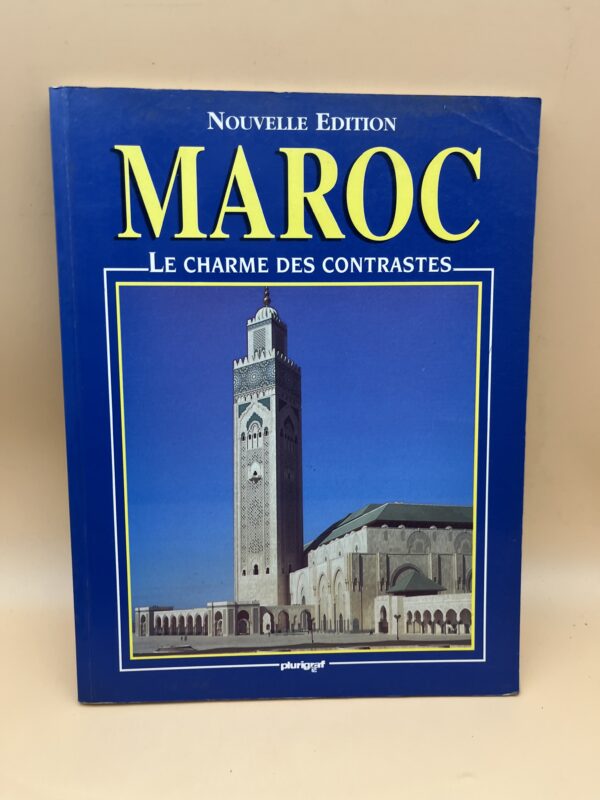 NOUVELLE EDITION
MAROC
LE CHARME DES CONTRASTES
plurigraf